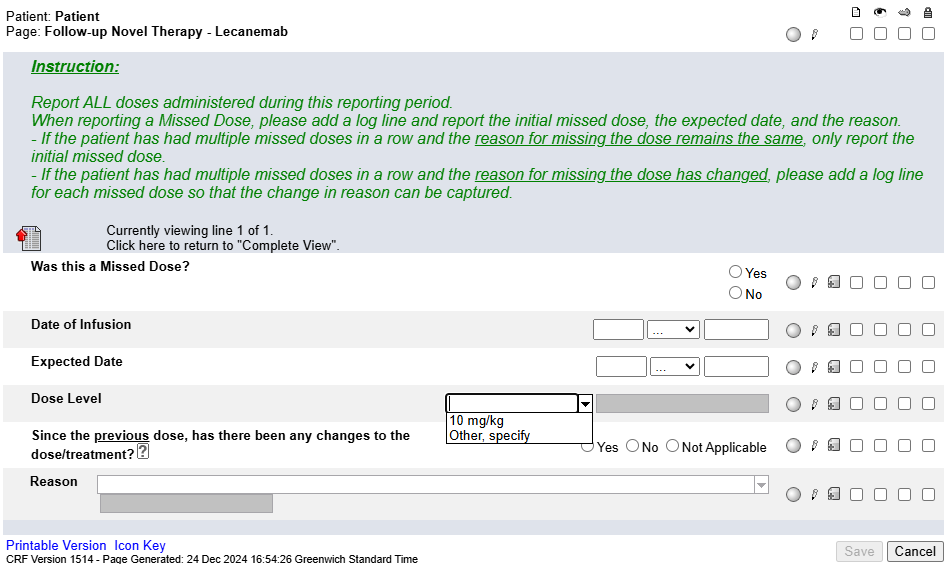 Patient: Patient
Page: Follow-up Novel Therapy - Lecanemab
Instruction:
Report ALL doses administered during this reporting period.
When reporting a Missed Dose, please add a log line and report the initial missed dose, the expected date, and the reason.
- If the patient has had multiple missed doses in a row and the reason for missing the dose remains the same, only report the
initial missed dose.
- If the patient has had multiple missed doses in a row and the reason for missing the dose has changed, please add a log line
for each missed dose so that the change in reason can be captured.
Currently viewing line 1 of 1.
Click here to return to "Complete View".
Was this a Missed Dose?
Yes
No
Date of Infusion
...
Expected Date
...
Dose Level
10 mg/kg
Other, specify
Since the previous dose, has there been any changes to the
dose/treatment? ?
Yes No Not Applicable
Reason
Printable Version Icon Key
CRF Version 1514 - Page Generated: 24 Dec 2024 16:54:26 Greenwich Standard Time
Save Cancel